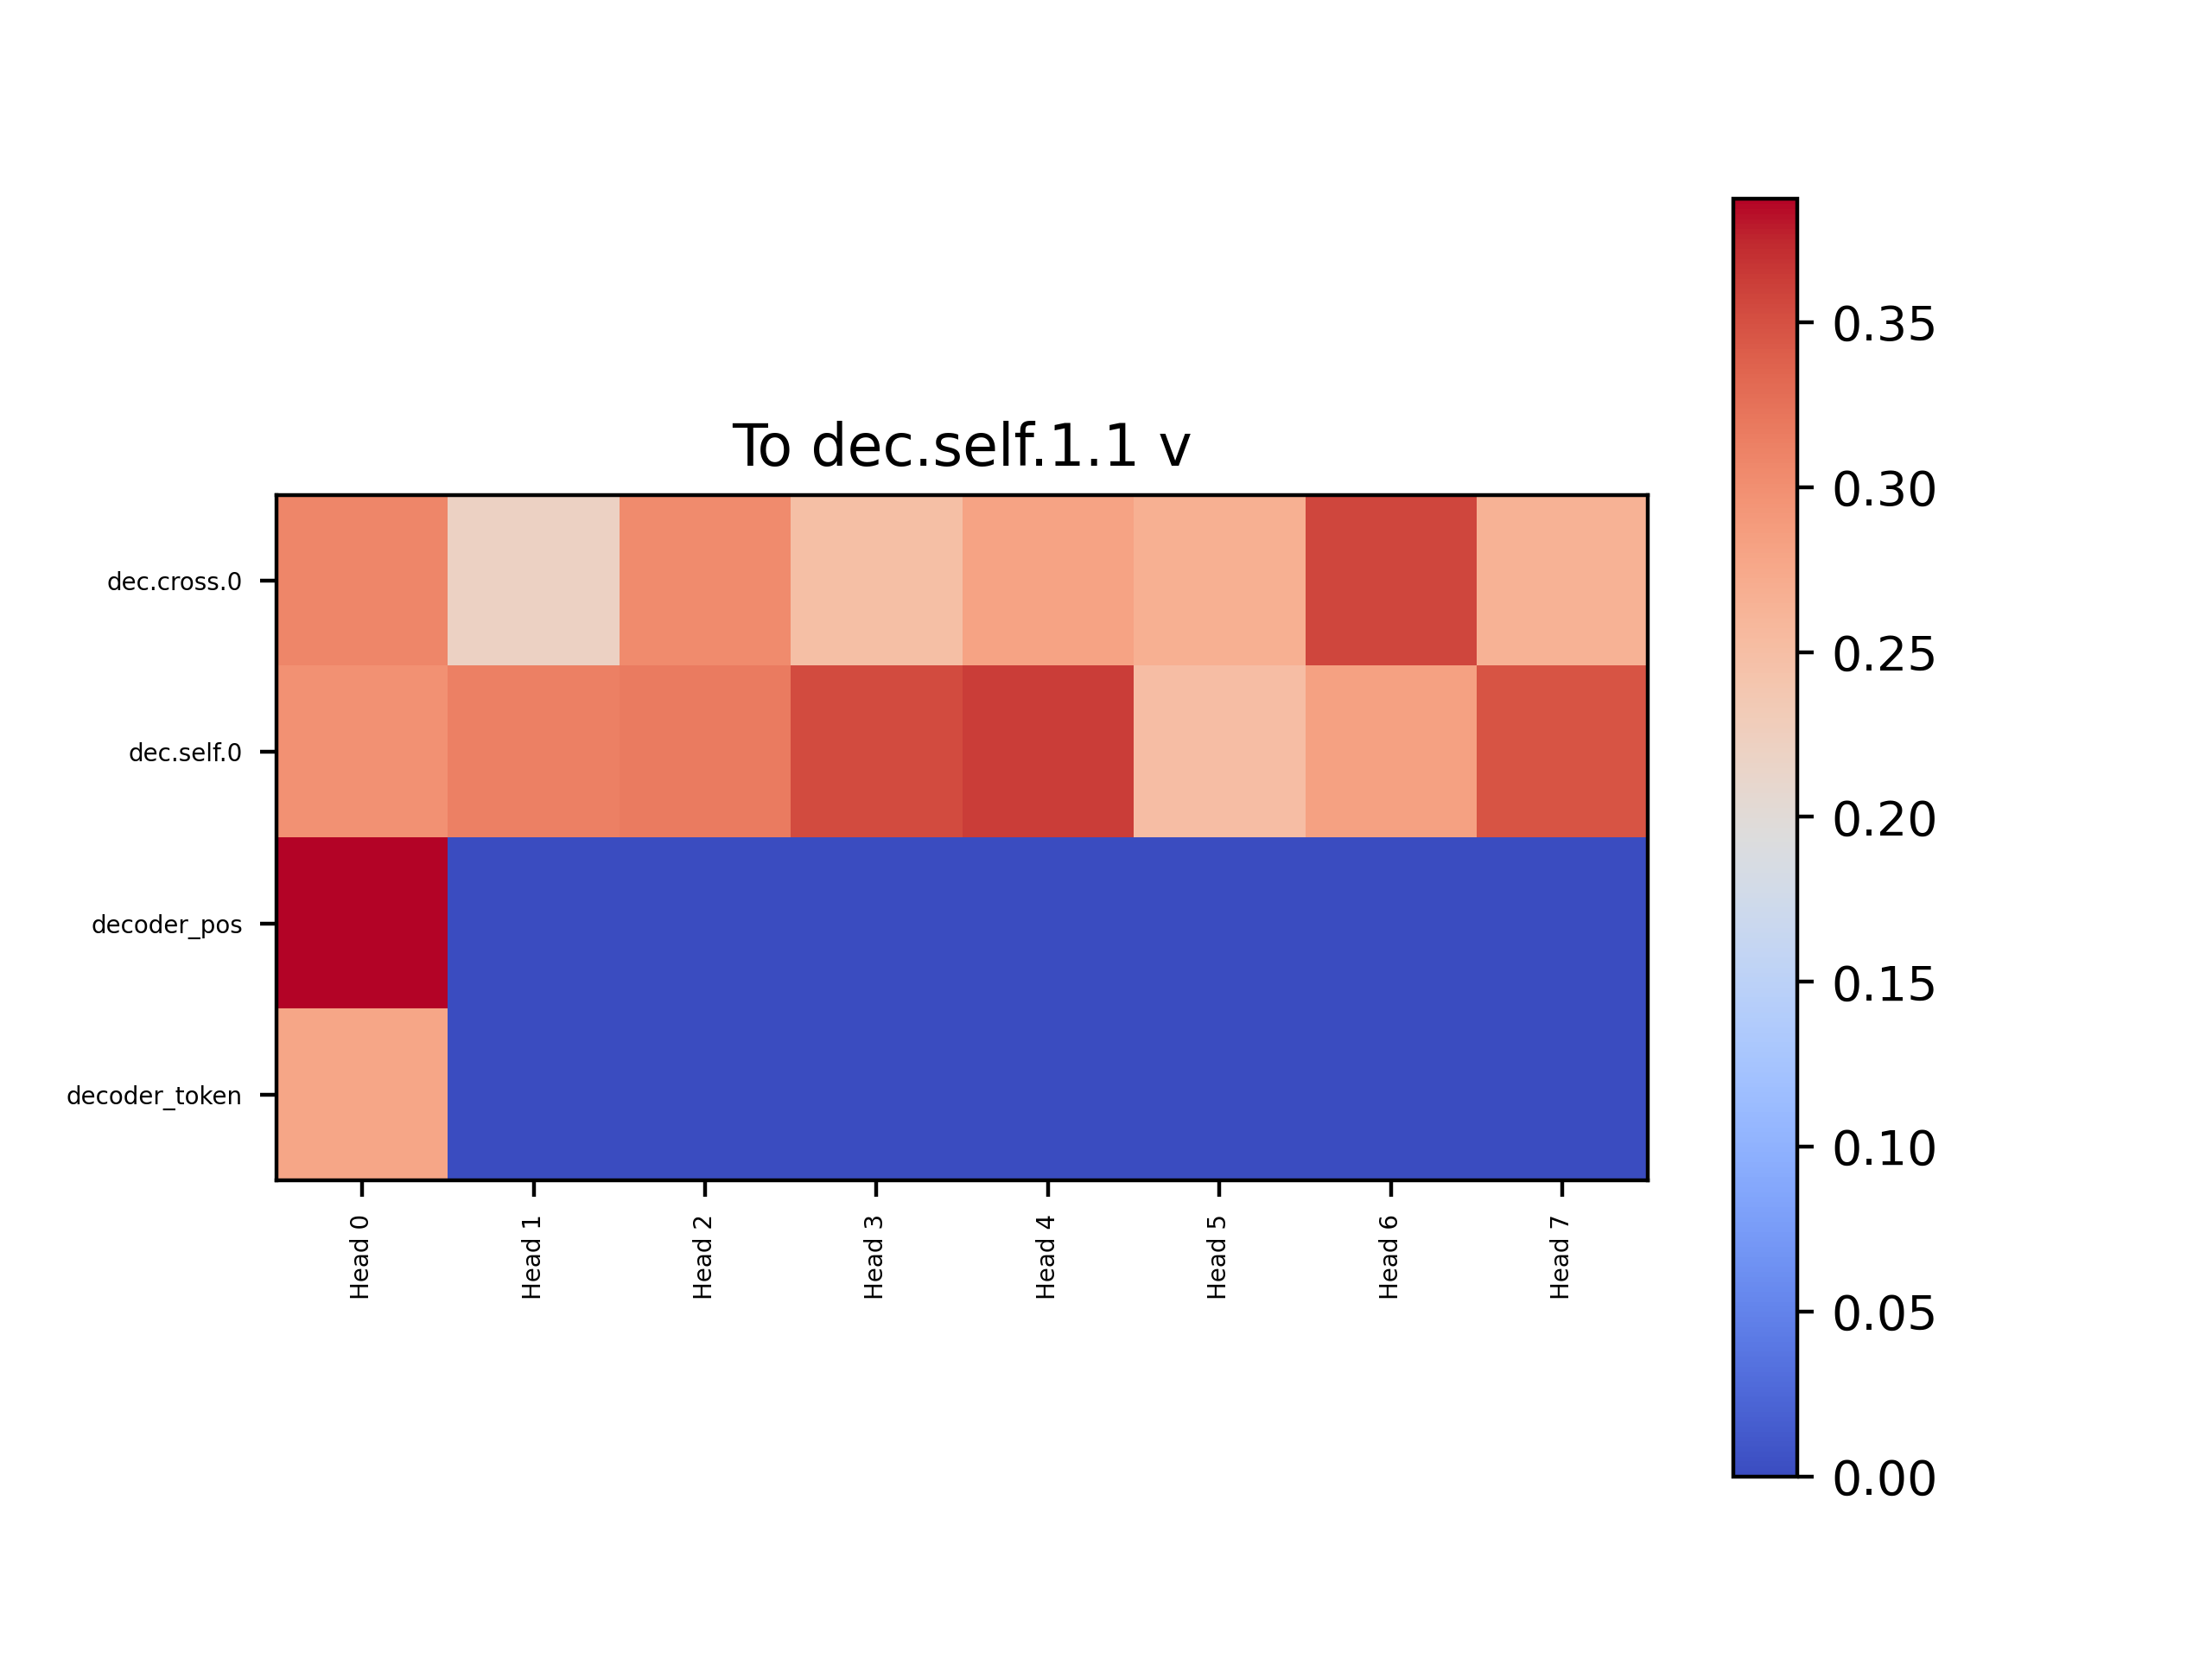 To dec.self.1.1 v
dec.cross.0
dec.self.0
decoder_pos
decoder_token
Head 0
Head 1
Head 2
Head 3
Head 4
Head 5
Head 6
Head 7
0.35
0.30
0.25
0.20
0.15
0.10
0.05
0.00